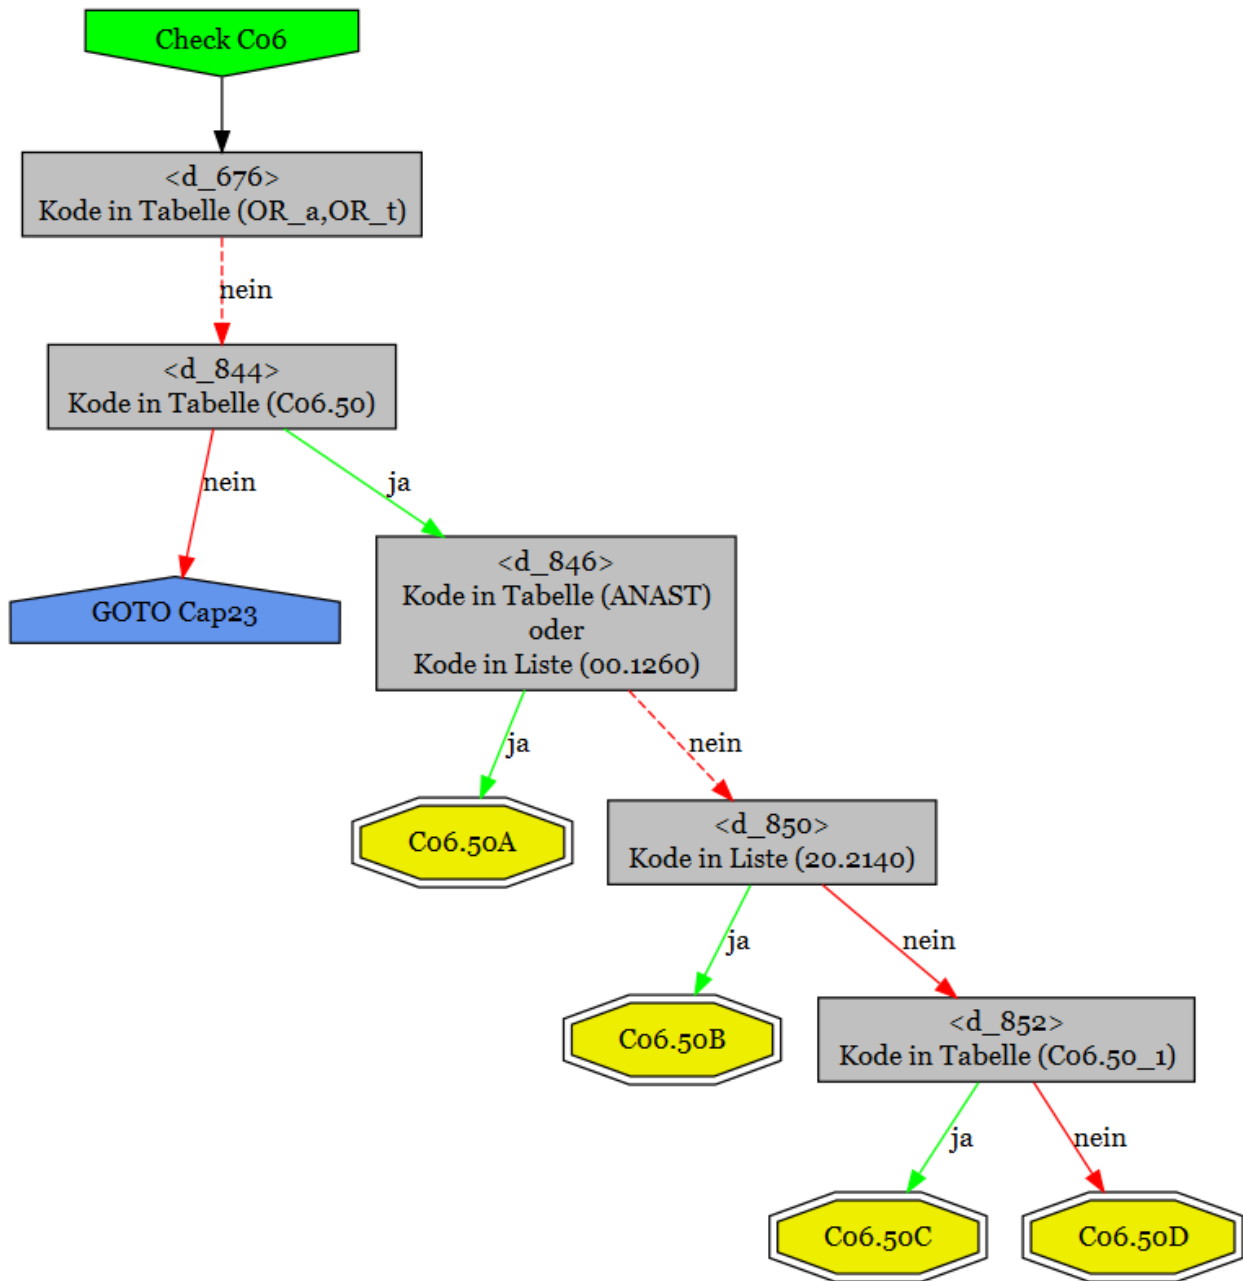 Check C06
<d_676>
Kode in Tabelle (OR_a,OR_t)
nein
<d_844>
Kode in Tabelle (C06.50)
nein
ja
GOTO Cap23
<d_846>
Kode in Tabelle (ANAST)
oder
Kode in Liste (00.1260)
ja
nein
C06.50A
<d_850>
Kode in Liste (20.2140)
ja
nein
C06.50B
<d_852>
Kode in Tabelle (C06.50_1)
ja
nein
C06.50C
C06.50D